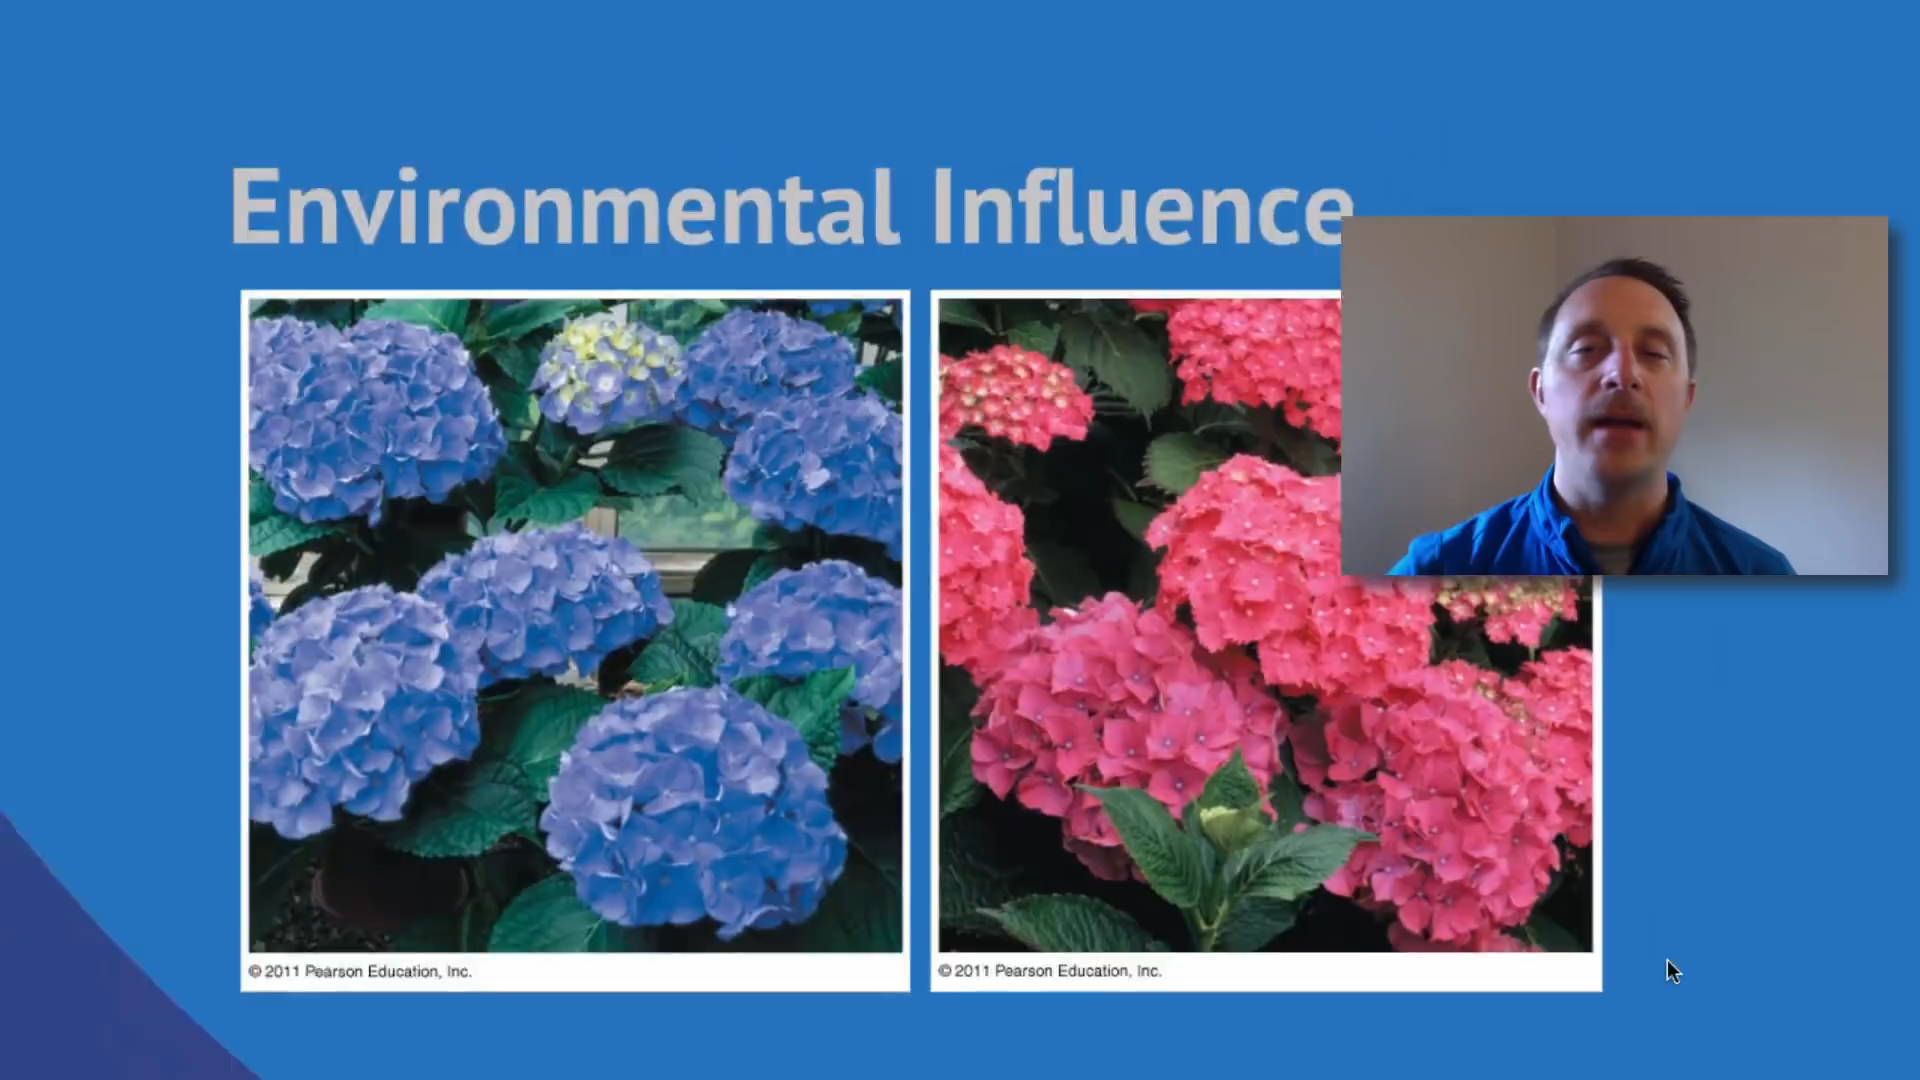 Environmental Influence
© 2011 Pearson Education, Inc.
© 2011 Pearson Education, Inc.